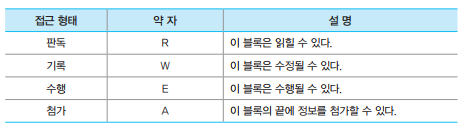 접근 형태 약 자 설 명
판독 R 이 블록은 읽힐 수 있다.
기록 W 이 블록은 수정될 수 있다.
수행 E 이 블록은 수행될 수 있다.
첨가 A 이 블록의 끝에 정보를 첨가할 수 있다.